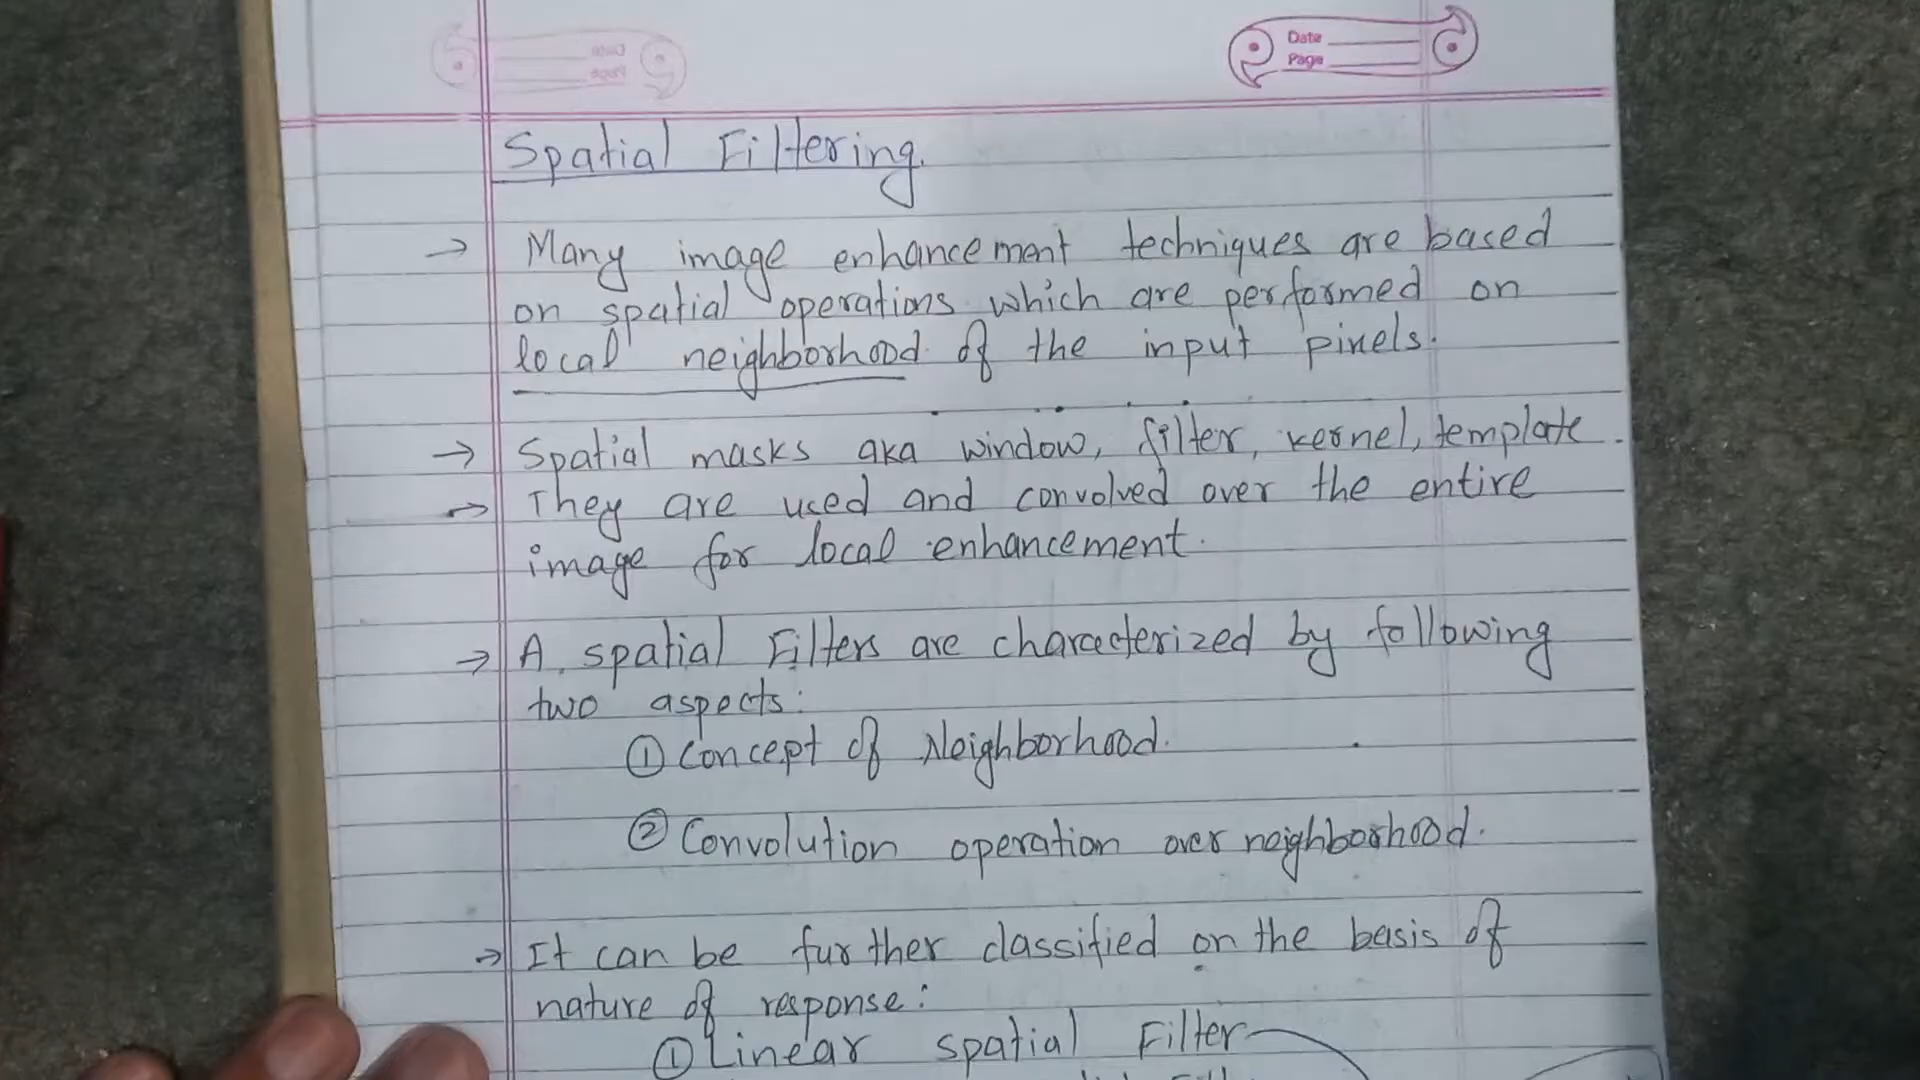 Date
Page
Spatial Filtering.
→ Many image enhancement techniques are based
on spatial operations which are performed on
local neighborhood of the input pixels.
→ Spatial masks aka window, filter, kernel, template.
→ They are used and convolved over the entire
image for local enhancement.
→ A spatial Filters are characterized by following
two aspects:
① Concept of Neighborhood.
② Convolution operation over neighborhood.
→ It can be further classified on the basis of
nature of response:
① Linear spatial Filter